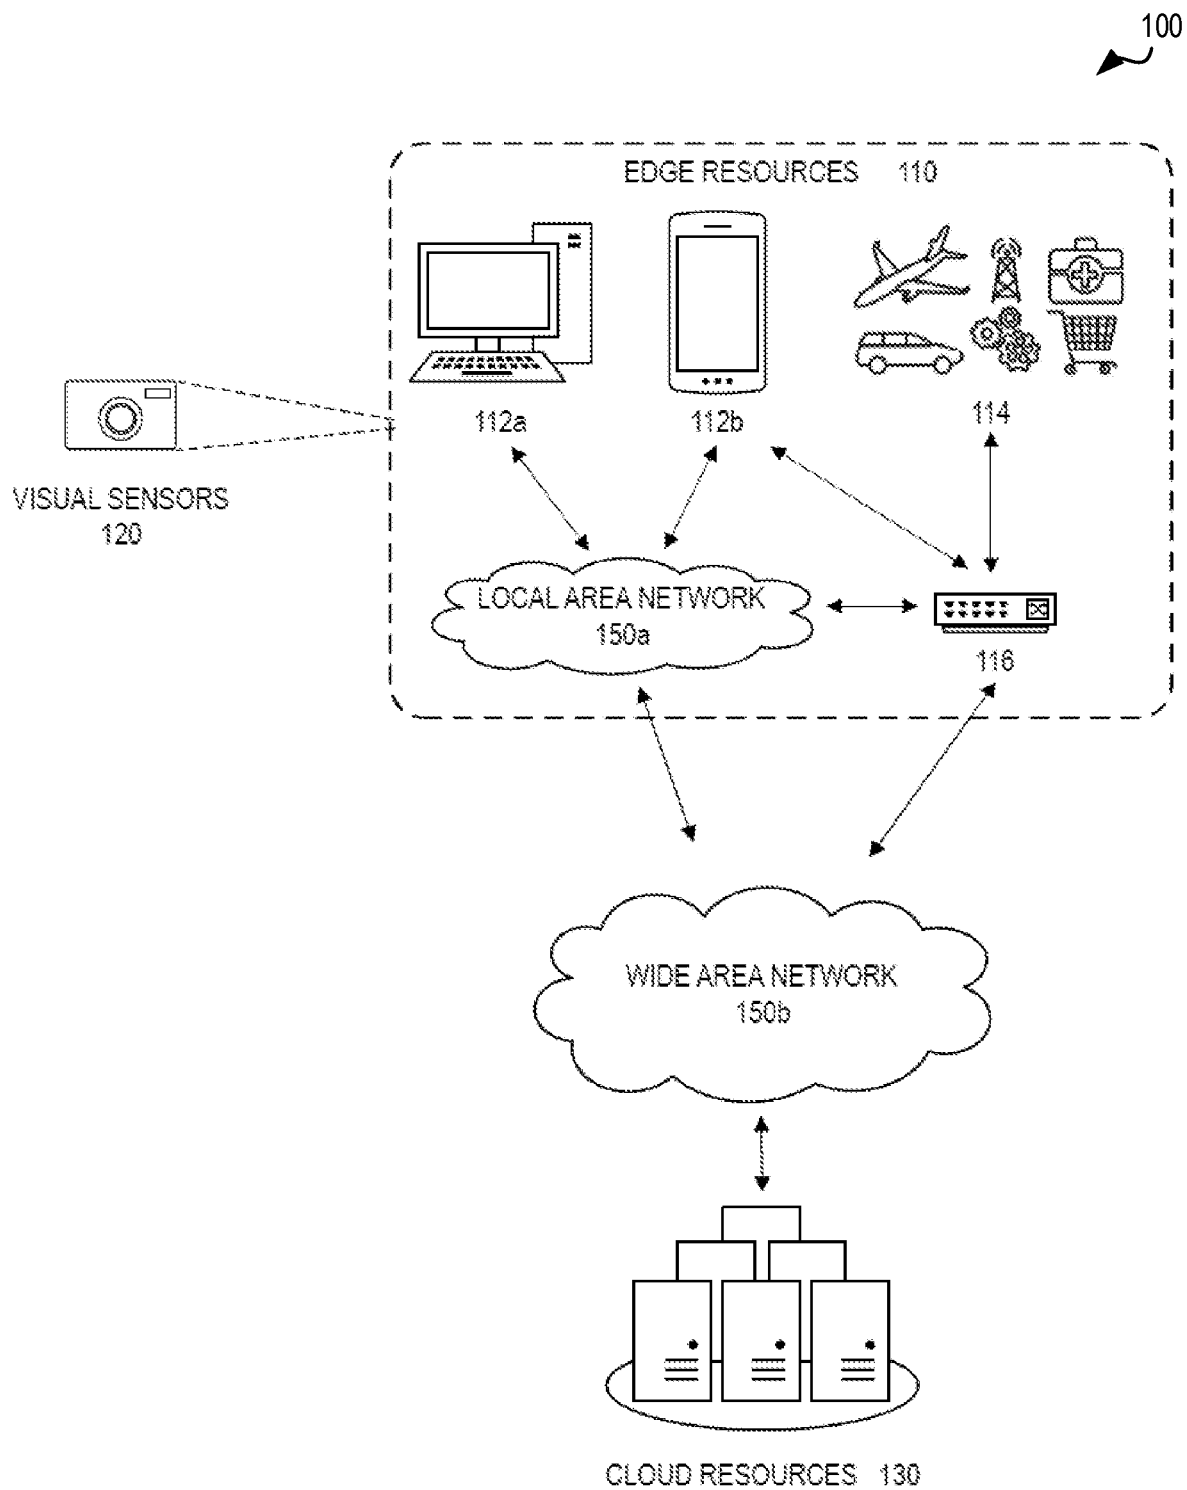 100
EDGE RESOURCES 110
112a
112b
114
VISUAL SENSORS
120
LOCAL AREA NETWORK
150a
116
WIDE AREA NETWORK
150b
CLOUD RESOURCES 130